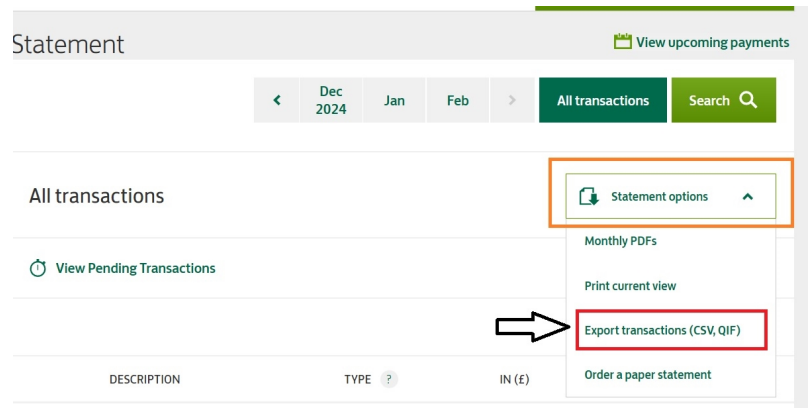 Statement
View upcoming payments
Dec 2024
Jan
Feb
All transactions
Search
All transactions
Statement options
Monthly PDFs
View Pending Transactions
Print current view
Export transactions (CSV, QIF)
Order a paper statement
DESCRIPTION
TYPE ?
IN (£)